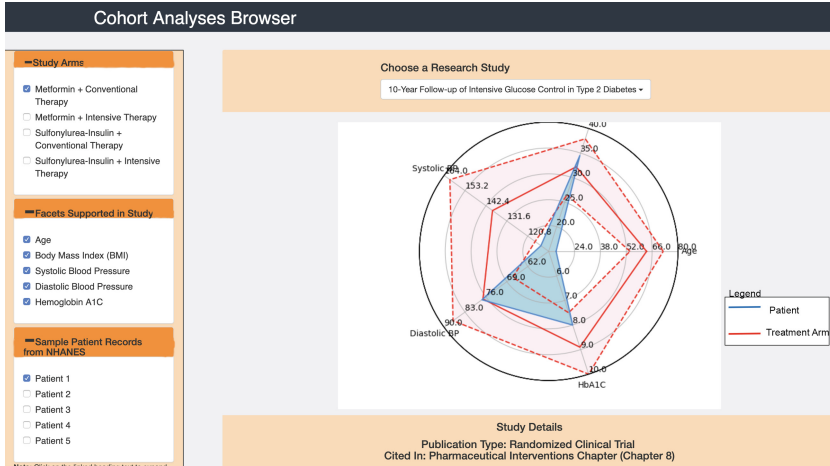 Cohort Analyses Browser
Study Arms
Metformin + Conventional
Therapy
Metformin + Intensive Therapy
Sulfonylurea-Insulin +
Conventional Therapy
Sulfonylurea-Insulin + Intensive
Therapy
Facets Supported in Study
Age
Body Mass Index (BMI)
Systolic Blood Pressure
Diastolic Blood Pressure
Hemoglobin A1C
Sample Patient Records
from NHANES
Patient 1
Patient 2
Patient 3
Patient 4
Patient 5
Choose a Research Study
10-Year Follow-up of Intensive Glucose Control in Type 2 Diabetes
40.0
35.0
30.0
25.0
20.0
Systolic
153.2
142.4
131.6
120.8
24.0 38.0 52.0 66.0 80.0
Age
62.0
69.0
76.0
83.0
90.0
Diastolic BP
6.0
7.0
8.0
9.0
10.0
HbA1C
Legend
Patient
Treatment Arm
Study Details
Publication Type: Randomized Clinical Trial
Cited In: Pharmaceutical Interventions Chapter (Chapter 8)